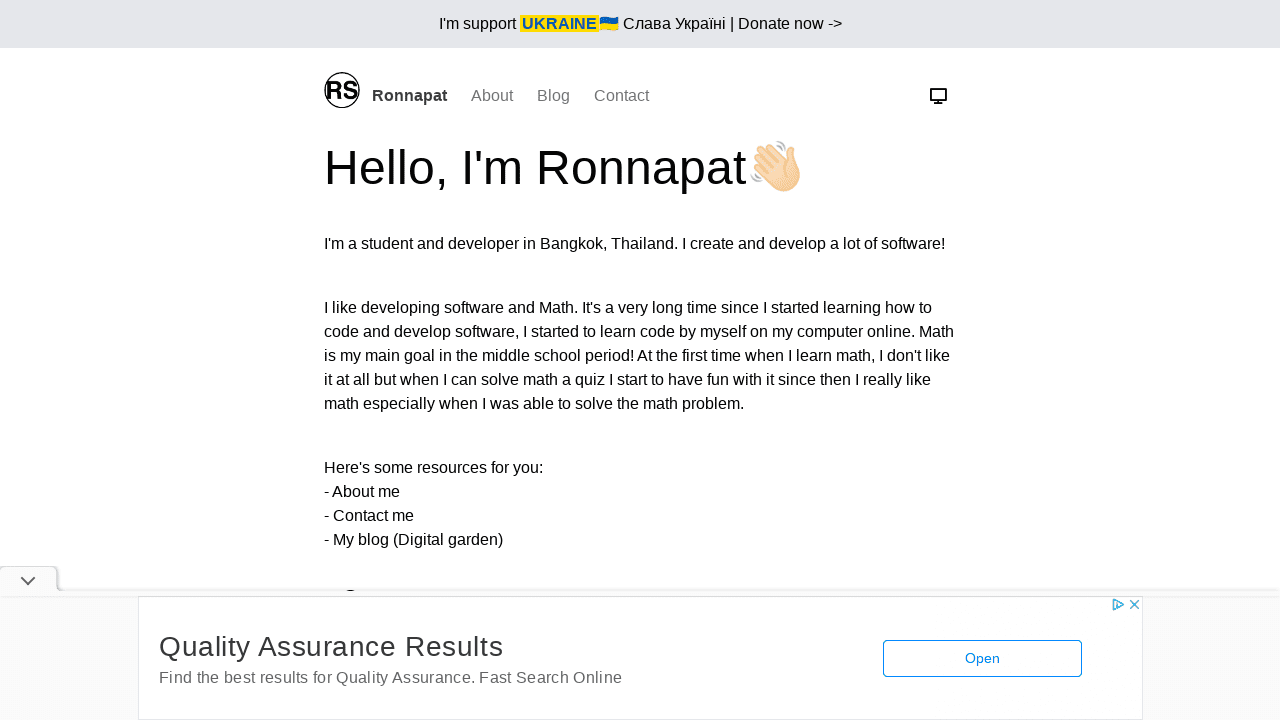 I'm support UKRAINE🇺🇦 Слава Україні | Donate now ->
RS Ronnapat About Blog Contact
Hello, I'm Ronnapat👋🏻
I'm a student and developer in Bangkok, Thailand. I create and develop a lot of software!
I like developing software and Math. It's a very long time since I started learning how to
code and develop software, I started to learn code by myself on my computer online. Math
is my main goal in the middle school period! At the first time when I learn math, I don't like
it at all but when I can solve math a quiz I start to have fun with it since then I really like
math especially when I was able to solve the math problem.
Here's some resources for you:
- About me
- Contact me
- My blog (Digital garden)
Quality Assurance Results
Find the best results for Quality Assurance. Fast Search Online
Open